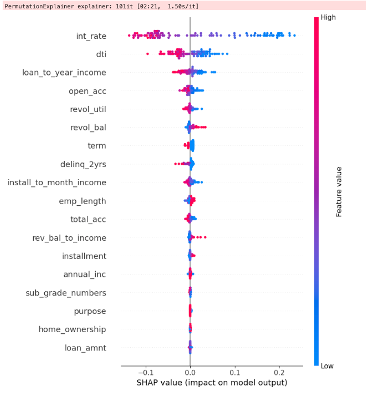 PermutationExplainer explainer: 101it [02:21, 1.50s/it]
High
int_rate
dti
loan_to_year_income
open_acc
revol_util
revol_bal
term
delinq_2yrs
install_to_month_income
emp_length
total_acc
rev_bal_to_income
installment
annual_inc
sub_grade_numbers
purpose
home_ownership
loan_amnt
Low
Feature value
−0.1 0.0 0.1 0.2
SHAP value (impact on model output)